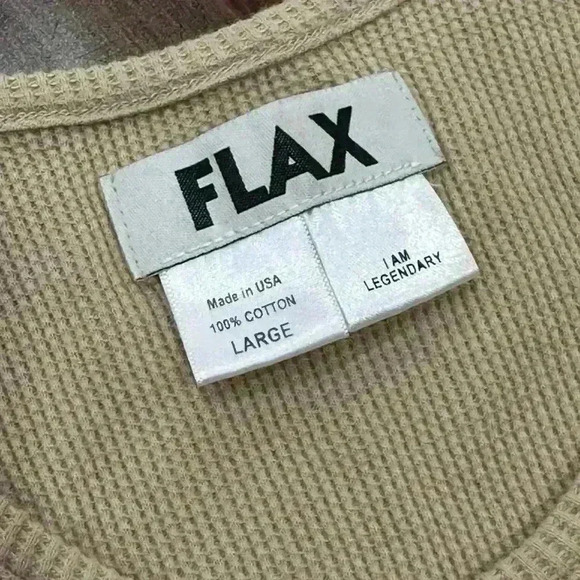 FLAX
Made in USA
100% COTTON
LARGE
I AM
LEGENDARY